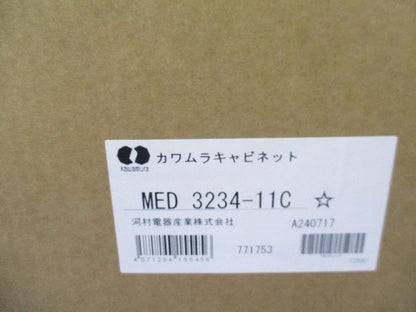 カワムラキャビネット
Kawamura
MED 3234-11C ☆
河村電器産業株式会社 A240717
771753
4571294155456